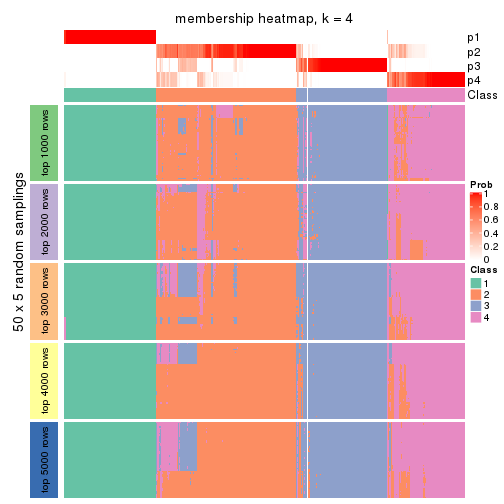 membership heatmap, k = 4
p1
p2
p3
p4
Class
50 x 5 random samplings
top 1000 rows
top 2000 rows
top 3000 rows
top 4000 rows
top 5000 rows
Prob
1
0.8
0.6
0.4
0.2
0
Class
1
2
3
4